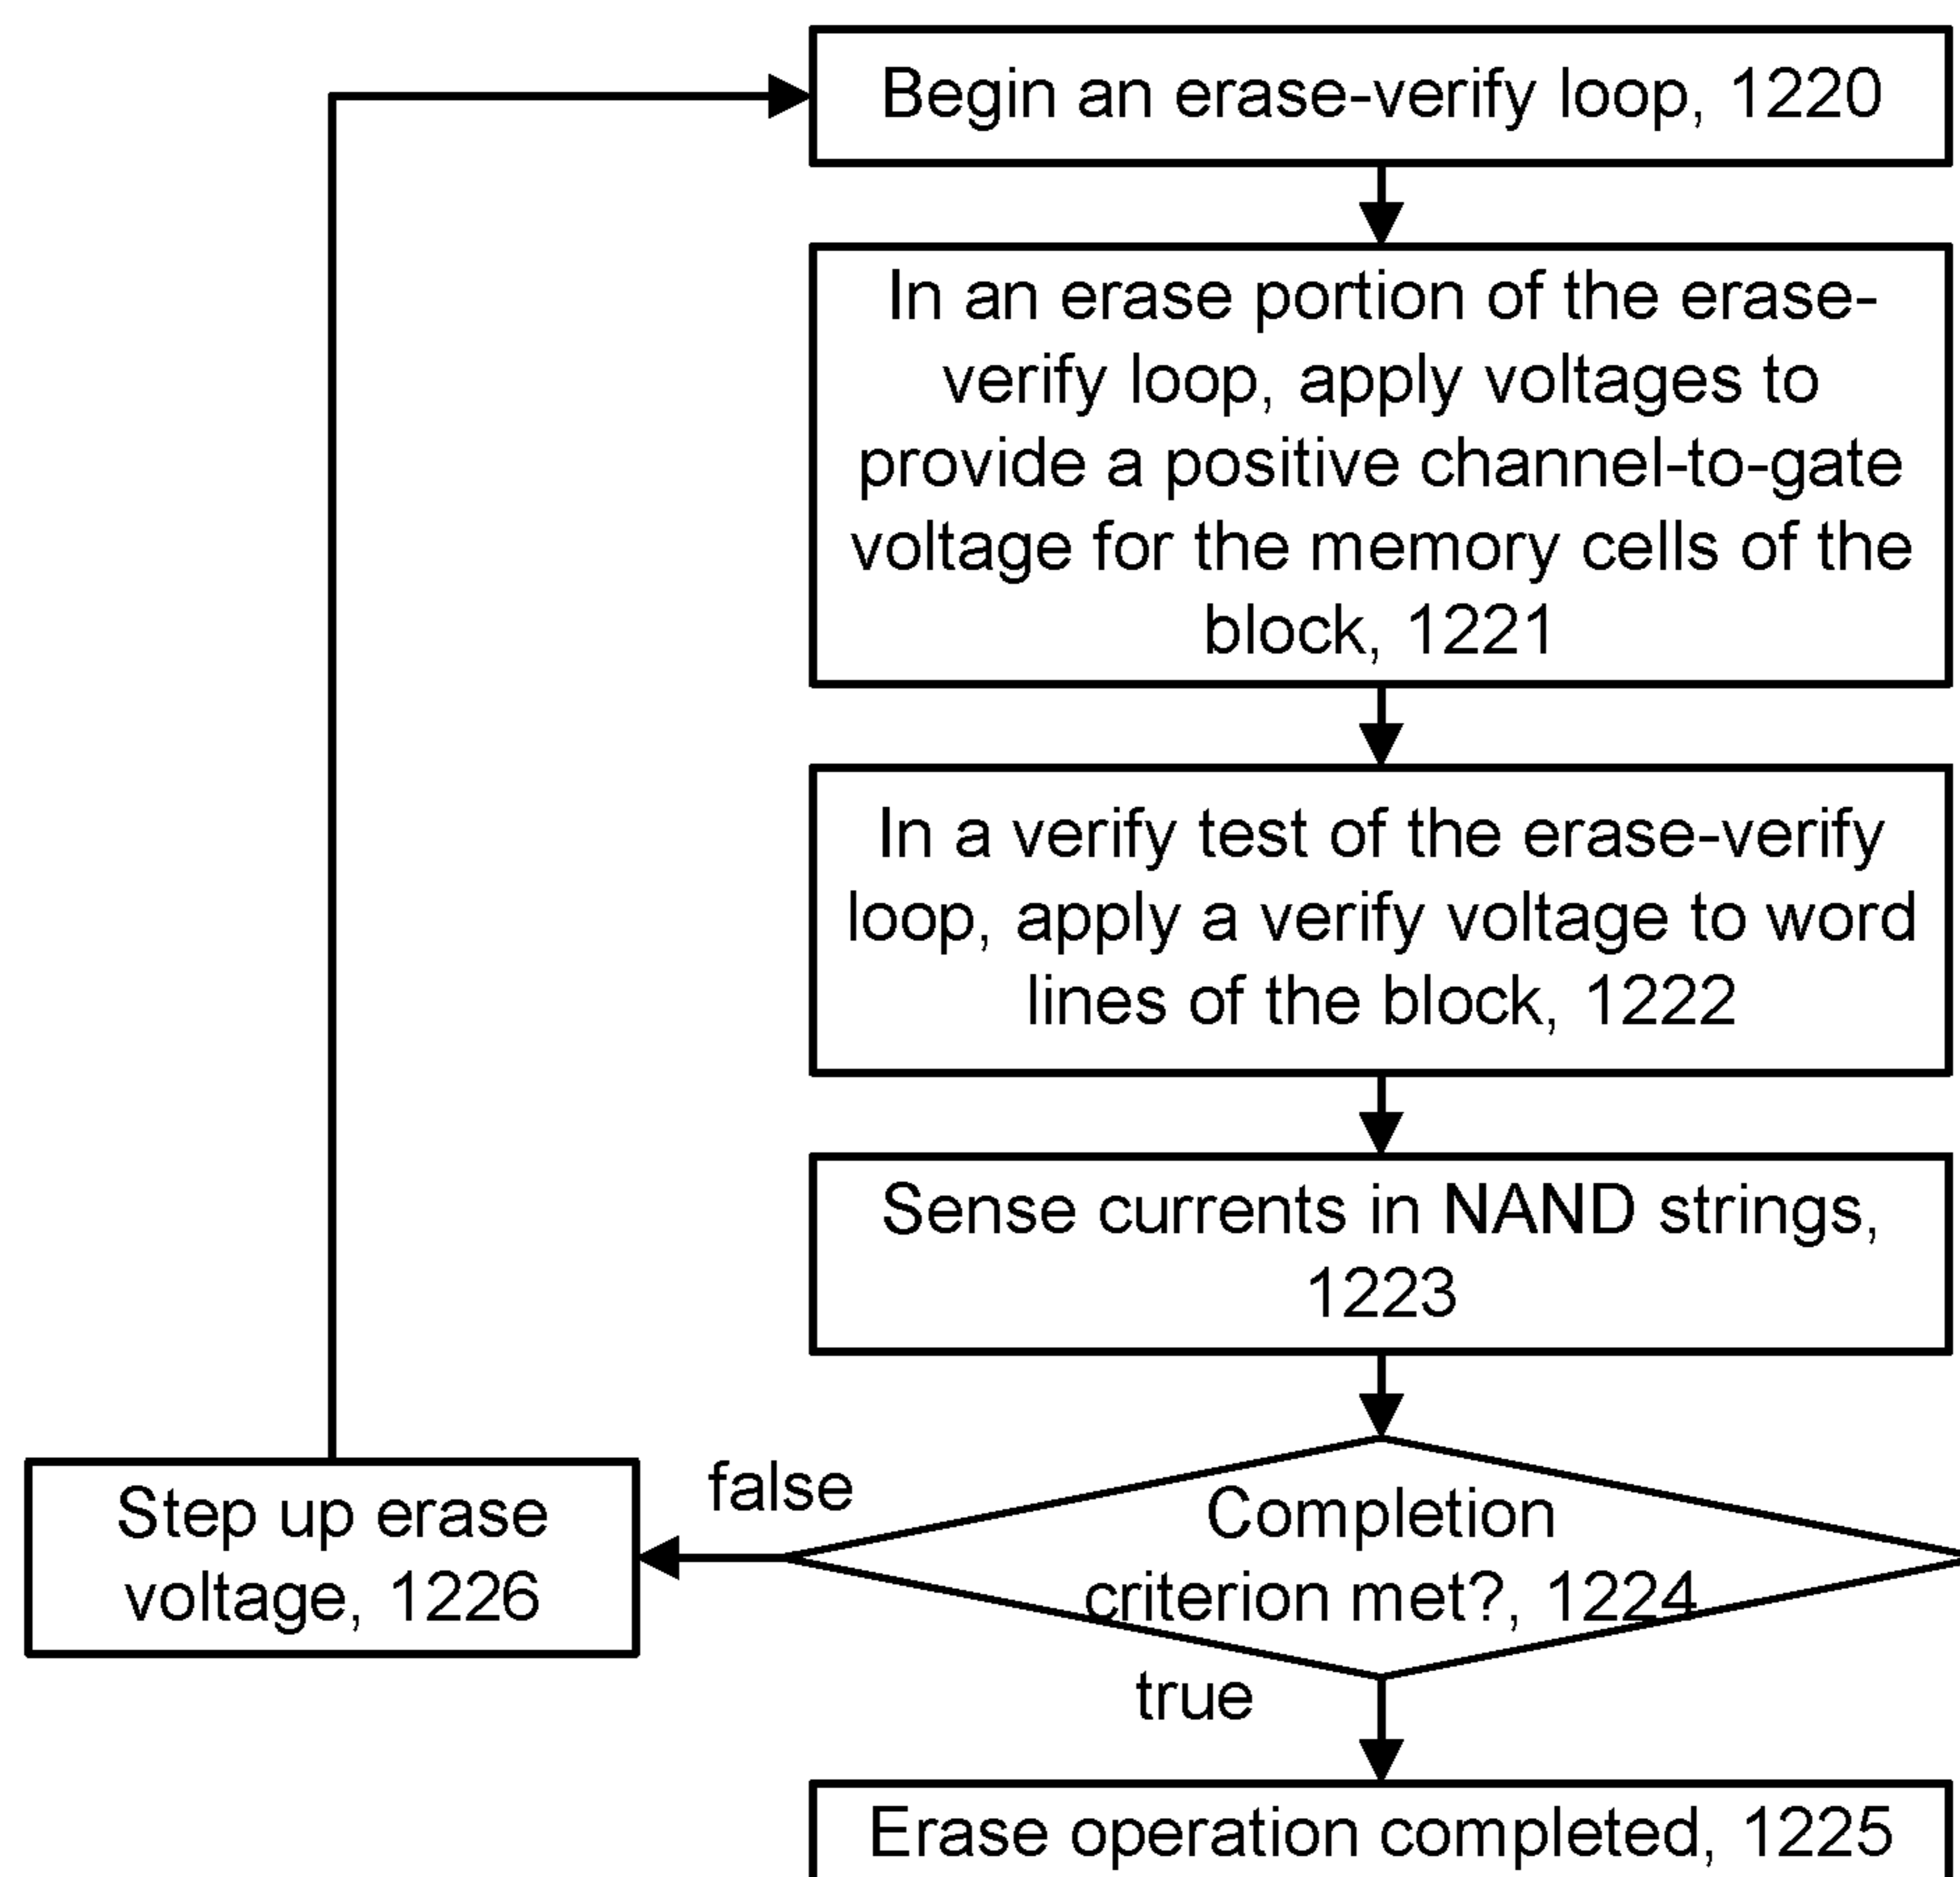 Begin an erase-verify loop, 1220
In an erase portion of the erase-
verify loop, apply voltages to
provide a positive channel-to-gate
voltage for the memory cells of the
block, 1221
In a verify test of the erase-verify
loop, apply a verify voltage to word
lines of the block, 1222
Sense currents in NAND strings,
1223
Completion
criterion met?, 1224
false
Step up erase
voltage, 1226
true
Erase operation completed, 1225